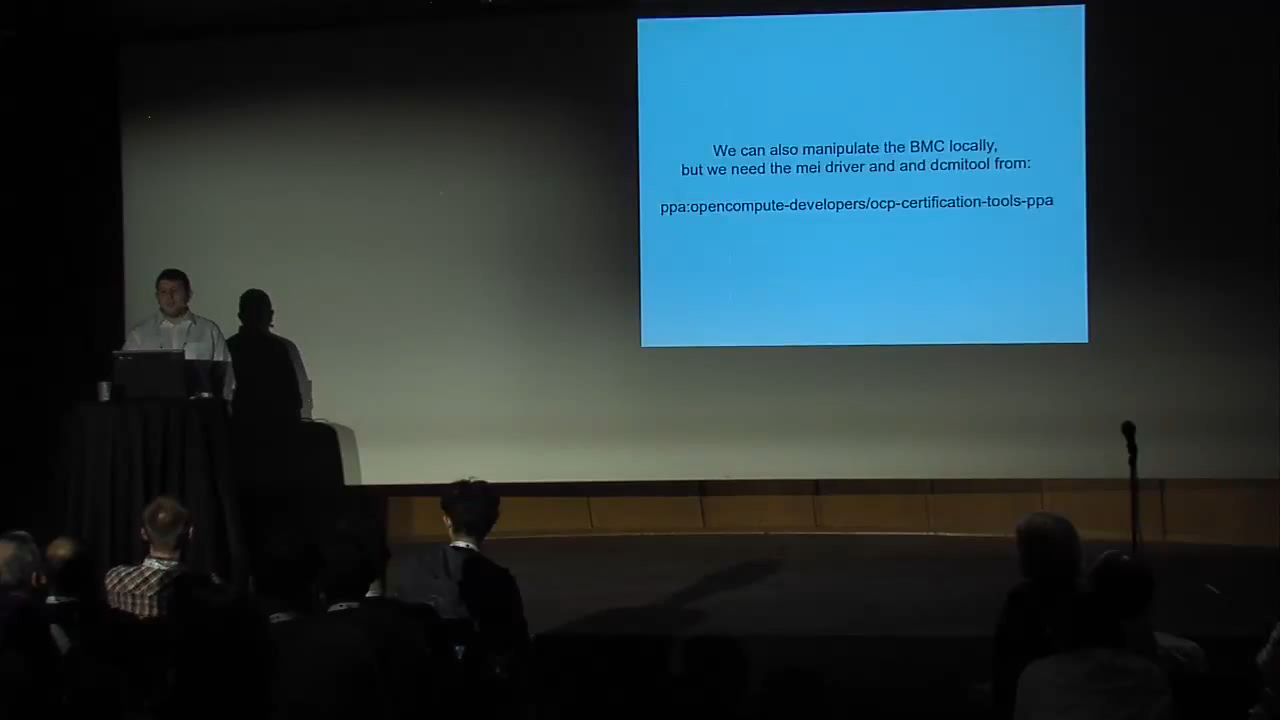 We can also manipulate the BMC locally,
but we need the mei driver and and dcmitool from:
ppa:opencompute-developers/ocp-certification-tools-ppa